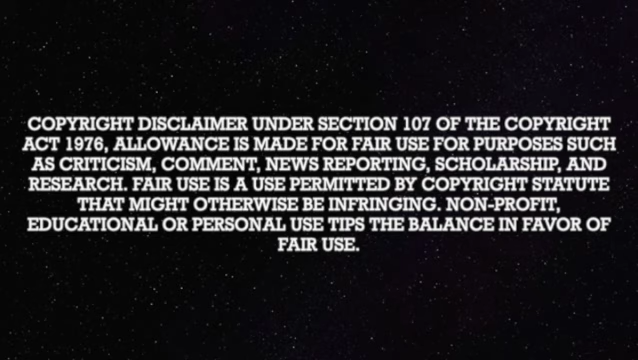 COPYRIGHT DISCLAIMER UNDER SECTION 107 OF THE COPYRIGHT
ACT 1976, ALLOWANCE IS MADE FOR FAIR USE FOR PURPOSES SUCH
AS CRITICISM, COMMENT, NEWS REPORTING, SCHOLARSHIP, AND
RESEARCH. FAIR USE IS A USE PERMITTED BY COPYRIGHT STATUTE
THAT MIGHT OTHERWISE BE INFRINGING. NON-PROFIT,
EDUCATIONAL OR PERSONAL USE TIPS THE BALANCE IN FAVOR OF
FAIR USE.